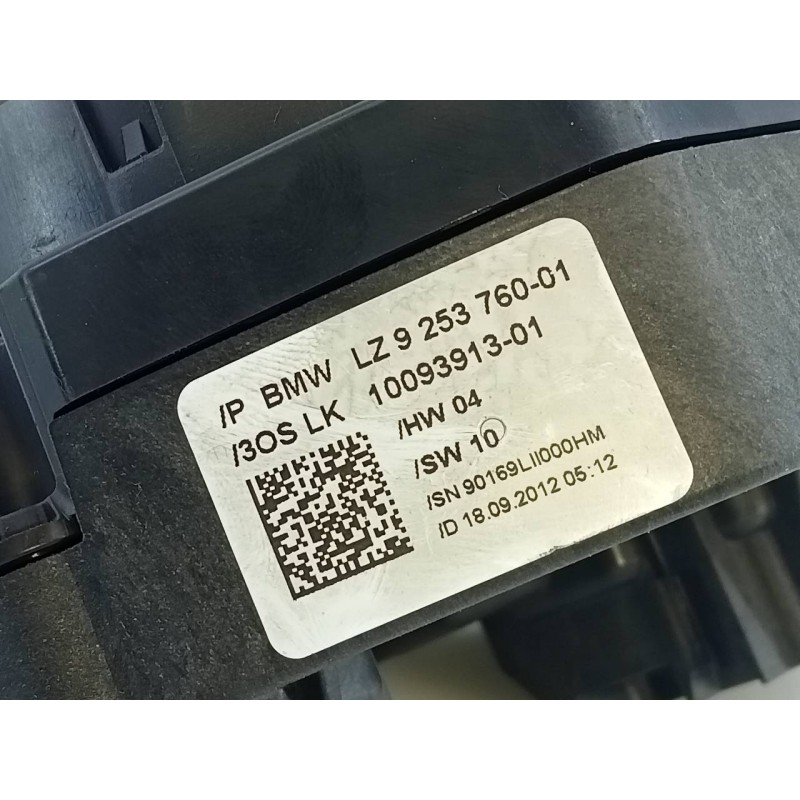 /P BMW LZ 9 253 760-01
/3OS LK 10093913-01
/HW 04
/SW 10
/SN 90169LII000HM
/D 18.09.2012 05:12